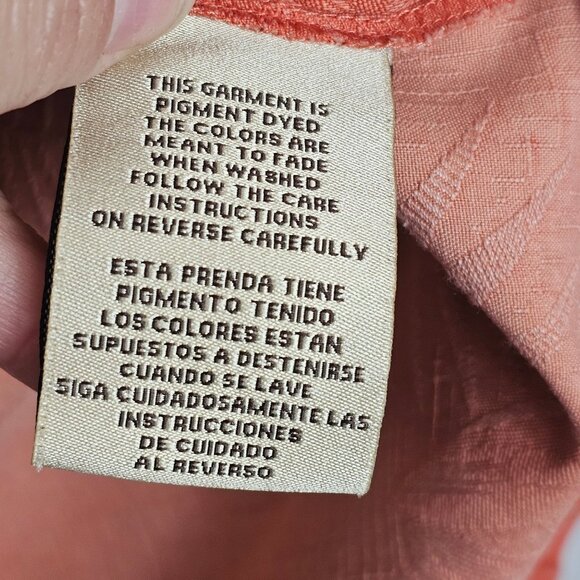 THIS GARMENT IS
PIGMENT DYED
THE COLORS ARE
MEANT TO FADE
WHEN WASHED
FOLLOW THE CARE
INSTRUCTIONS
ON REVERSE CAREFULLY
ESTA PRENDA TIENE
PIGMENTO TENIDO
LOS COLORES ESTAN
SUPUESTOS A DESTENIRSE
CUANDO SE LAVE
SIGA CUIDADOSAMENTE LAS
INSTRUCCIONES
DE CUIDADO
AL REVERSO